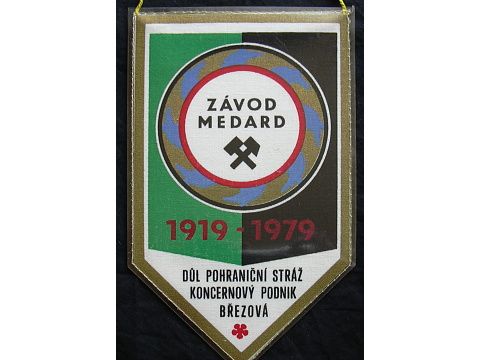 ZÁVOD
MEDARD
1919 - 1979
DŮL POHRANIČNÍ STRÁŽ
KONCERNOVÝ PODNIK
BŘEZOVÁ